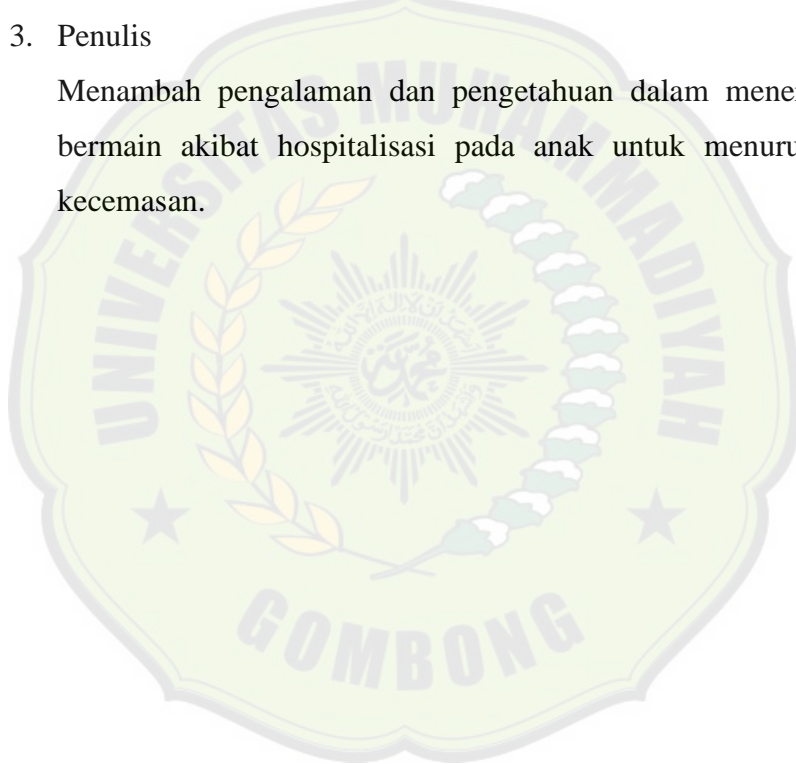 3. Penulis
Menambah pengalaman dan pengetahuan dalam
bermain akibat hospitalisasi pada anak untuk
kecemasan.
UNIVERSITAS MUHAMMADIYAH
GOMBONG